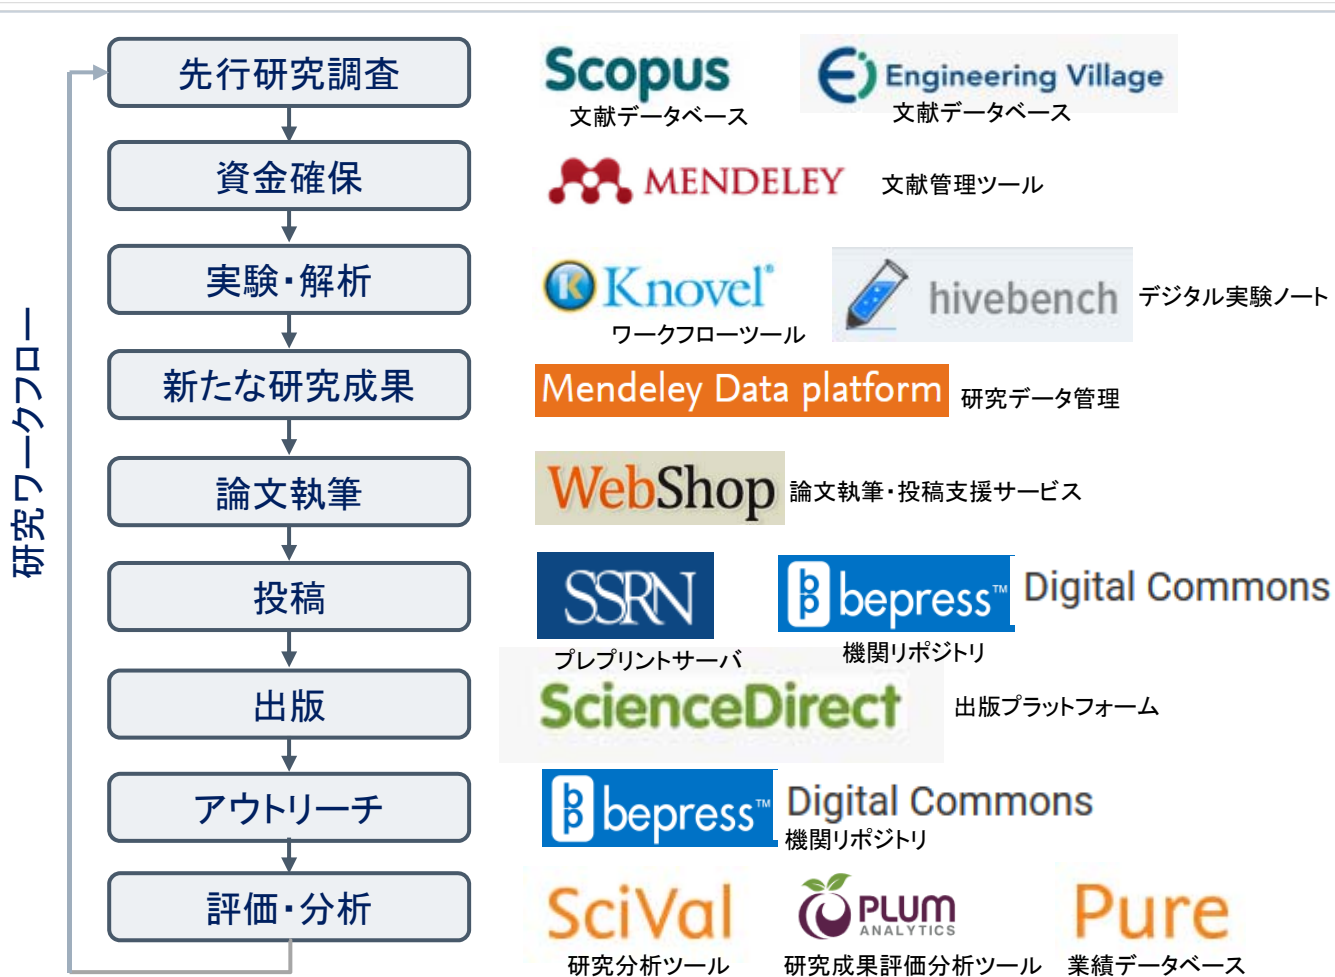 研究ワークフロー
先行研究調査
Scopus
文献データベース
Engineering Village
文献データベース
資金確保
MENDELEY
文献管理ツール
実験・解析
Knovel®
ワークフローツール
hivebench
デジタル実験ノート
新たな研究成果
Mendeley Data platform
研究データ管理
論文執筆
WebShop
論文執筆・投稿支援サービス
投稿
SSRN
プレプリントサーバ
bp bepress™ Digital Commons
機関リポジトリ
出版
ScienceDirect
出版プラットフォーム
アウトリーチ
bp bepress™ Digital Commons
機関リポジトリ
評価・分析
SciVal
研究分析ツール
PLUM
ANALYTICS
研究成果評価分析ツール
Pure
業績データベース